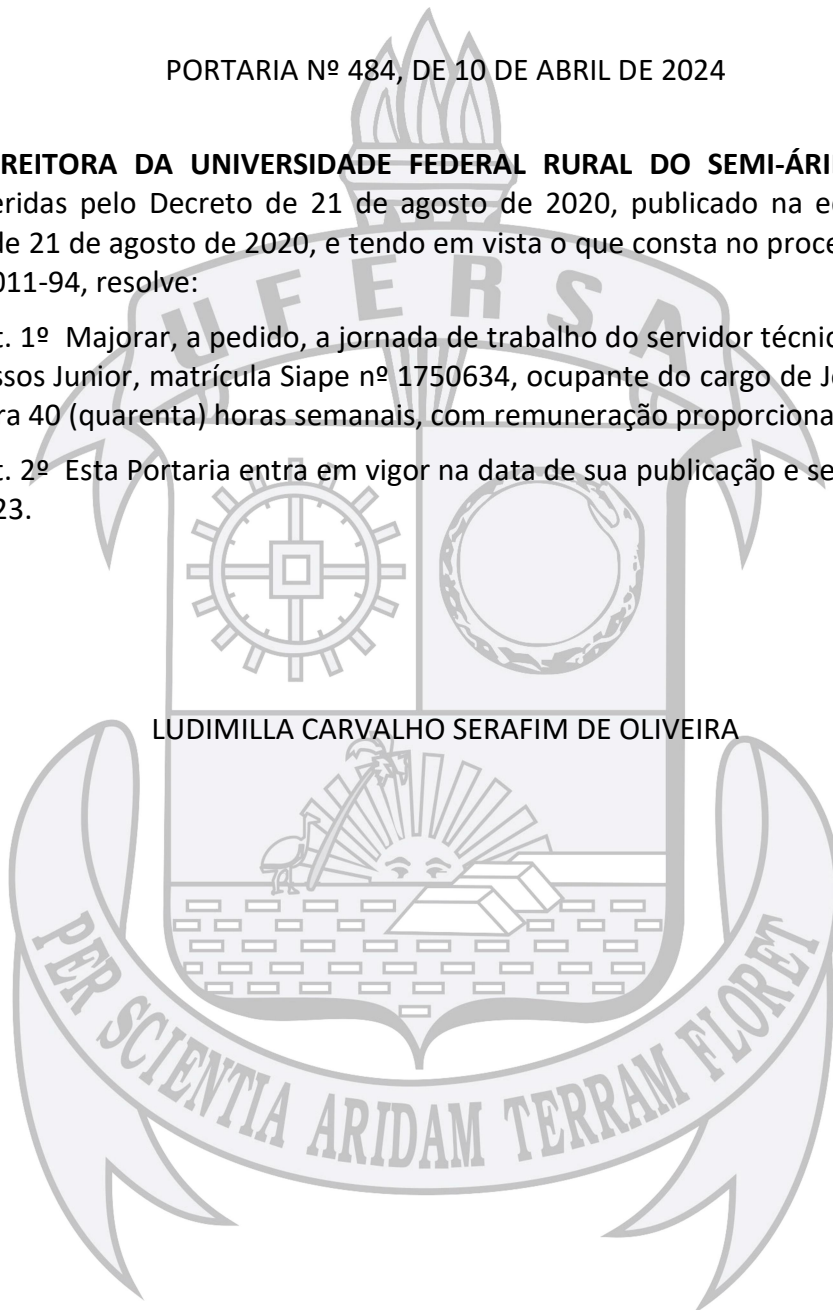 PORTARIA Nº 484, DE 10 DE ABRIL DE 2024
REITORA DA UNIVERSIDADE FEDERAL RURAL DO SEMI-ÁRI
eridas pelo Decreto de 21 de agosto de 2020, publicado na e
de 21 de agosto de 2020, e tendo em vista o que consta no proce
011-94, resolve:
t. 1º Majorar, a pedido, a jornada de trabalho do servidor técnic
ssos Junior, matrícula Siape nº 1750634, ocupante do cargo de J
ra 40 (quarenta) horas semanais, com remuneração proporciona
t. 2º Esta Portaria entra em vigor na data de sua publicação e se
23.
LUDIMILLA CARVALHO SERAFIM DE OLIVEIRA
UFERSA
PER SCIENTIA ARIDAM TERRAM FLORET